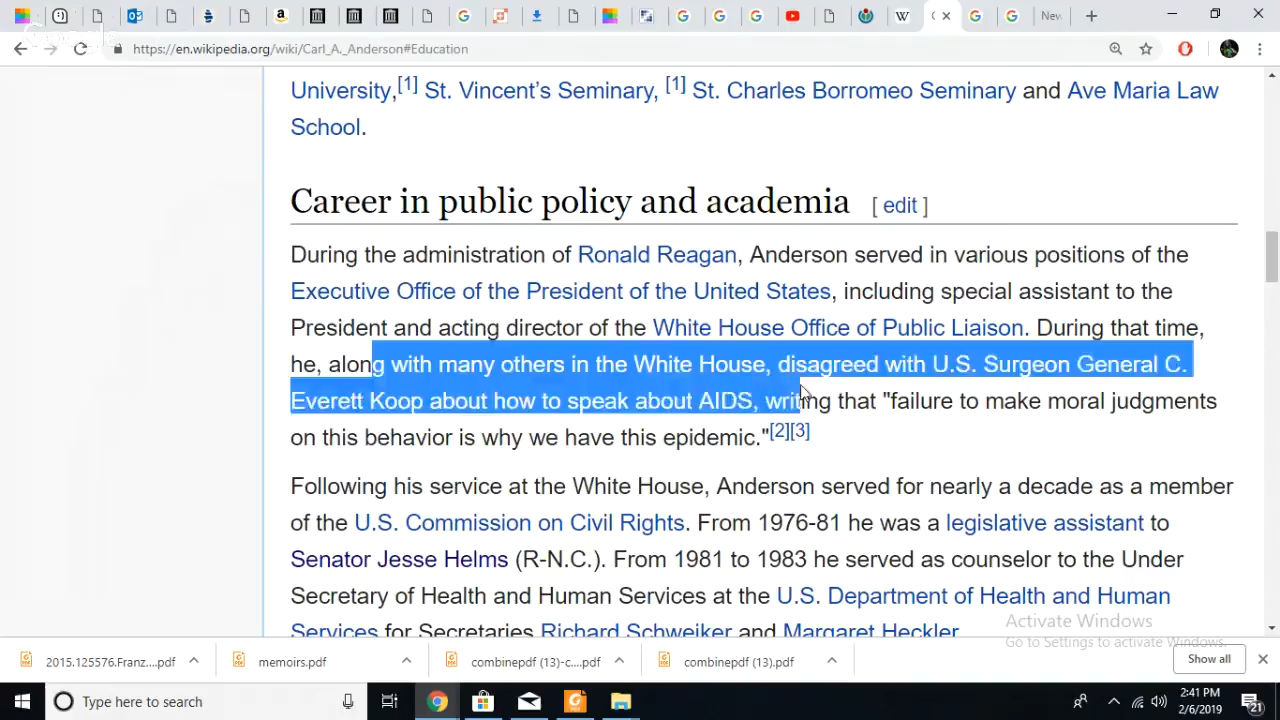 New
https://en.wikipedia.org/wiki/Carl_A._Anderson#Education
University,[1] St. Vincent's Seminary, [1] St. Charles Borromeo Seminary and Ave Maria Law
School.
Career in public policy and academia [ edit ]
During the administration of Ronald Reagan, Anderson served in various positions of the
Executive Office of the President of the United States, including special assistant to the
President and acting director of the White House Office of Public Liaison. During that time,
he, along with many others in the White House, disagreed with U.S. Surgeon General C.
Everett Koop about how to speak about AIDS, writing that "failure to make moral judgments
on this behavior is why we have this epidemic."[2][3]
Following his service at the White House, Anderson served for nearly a decade as a member
of the U.S. Commission on Civil Rights. From 1976-81 he was a legislative assistant to
Senator Jesse Helms (R-N.C.). From 1981 to 1983 he served as counselor to the Under
Secretary of Health and Human Services at the U.S. Department of Health and Human
Services for Secretaries Richard Schweiker and Margaret Heckler.
Activate Windows
Go to Settings to activate Windows.
2015.125576.Franz....pdf
memoirs.pdf
combinepdf (13)-c....pdf
combinepdf (13).pdf
Show all
Type here to search
2:41 PM
2/6/2019
21